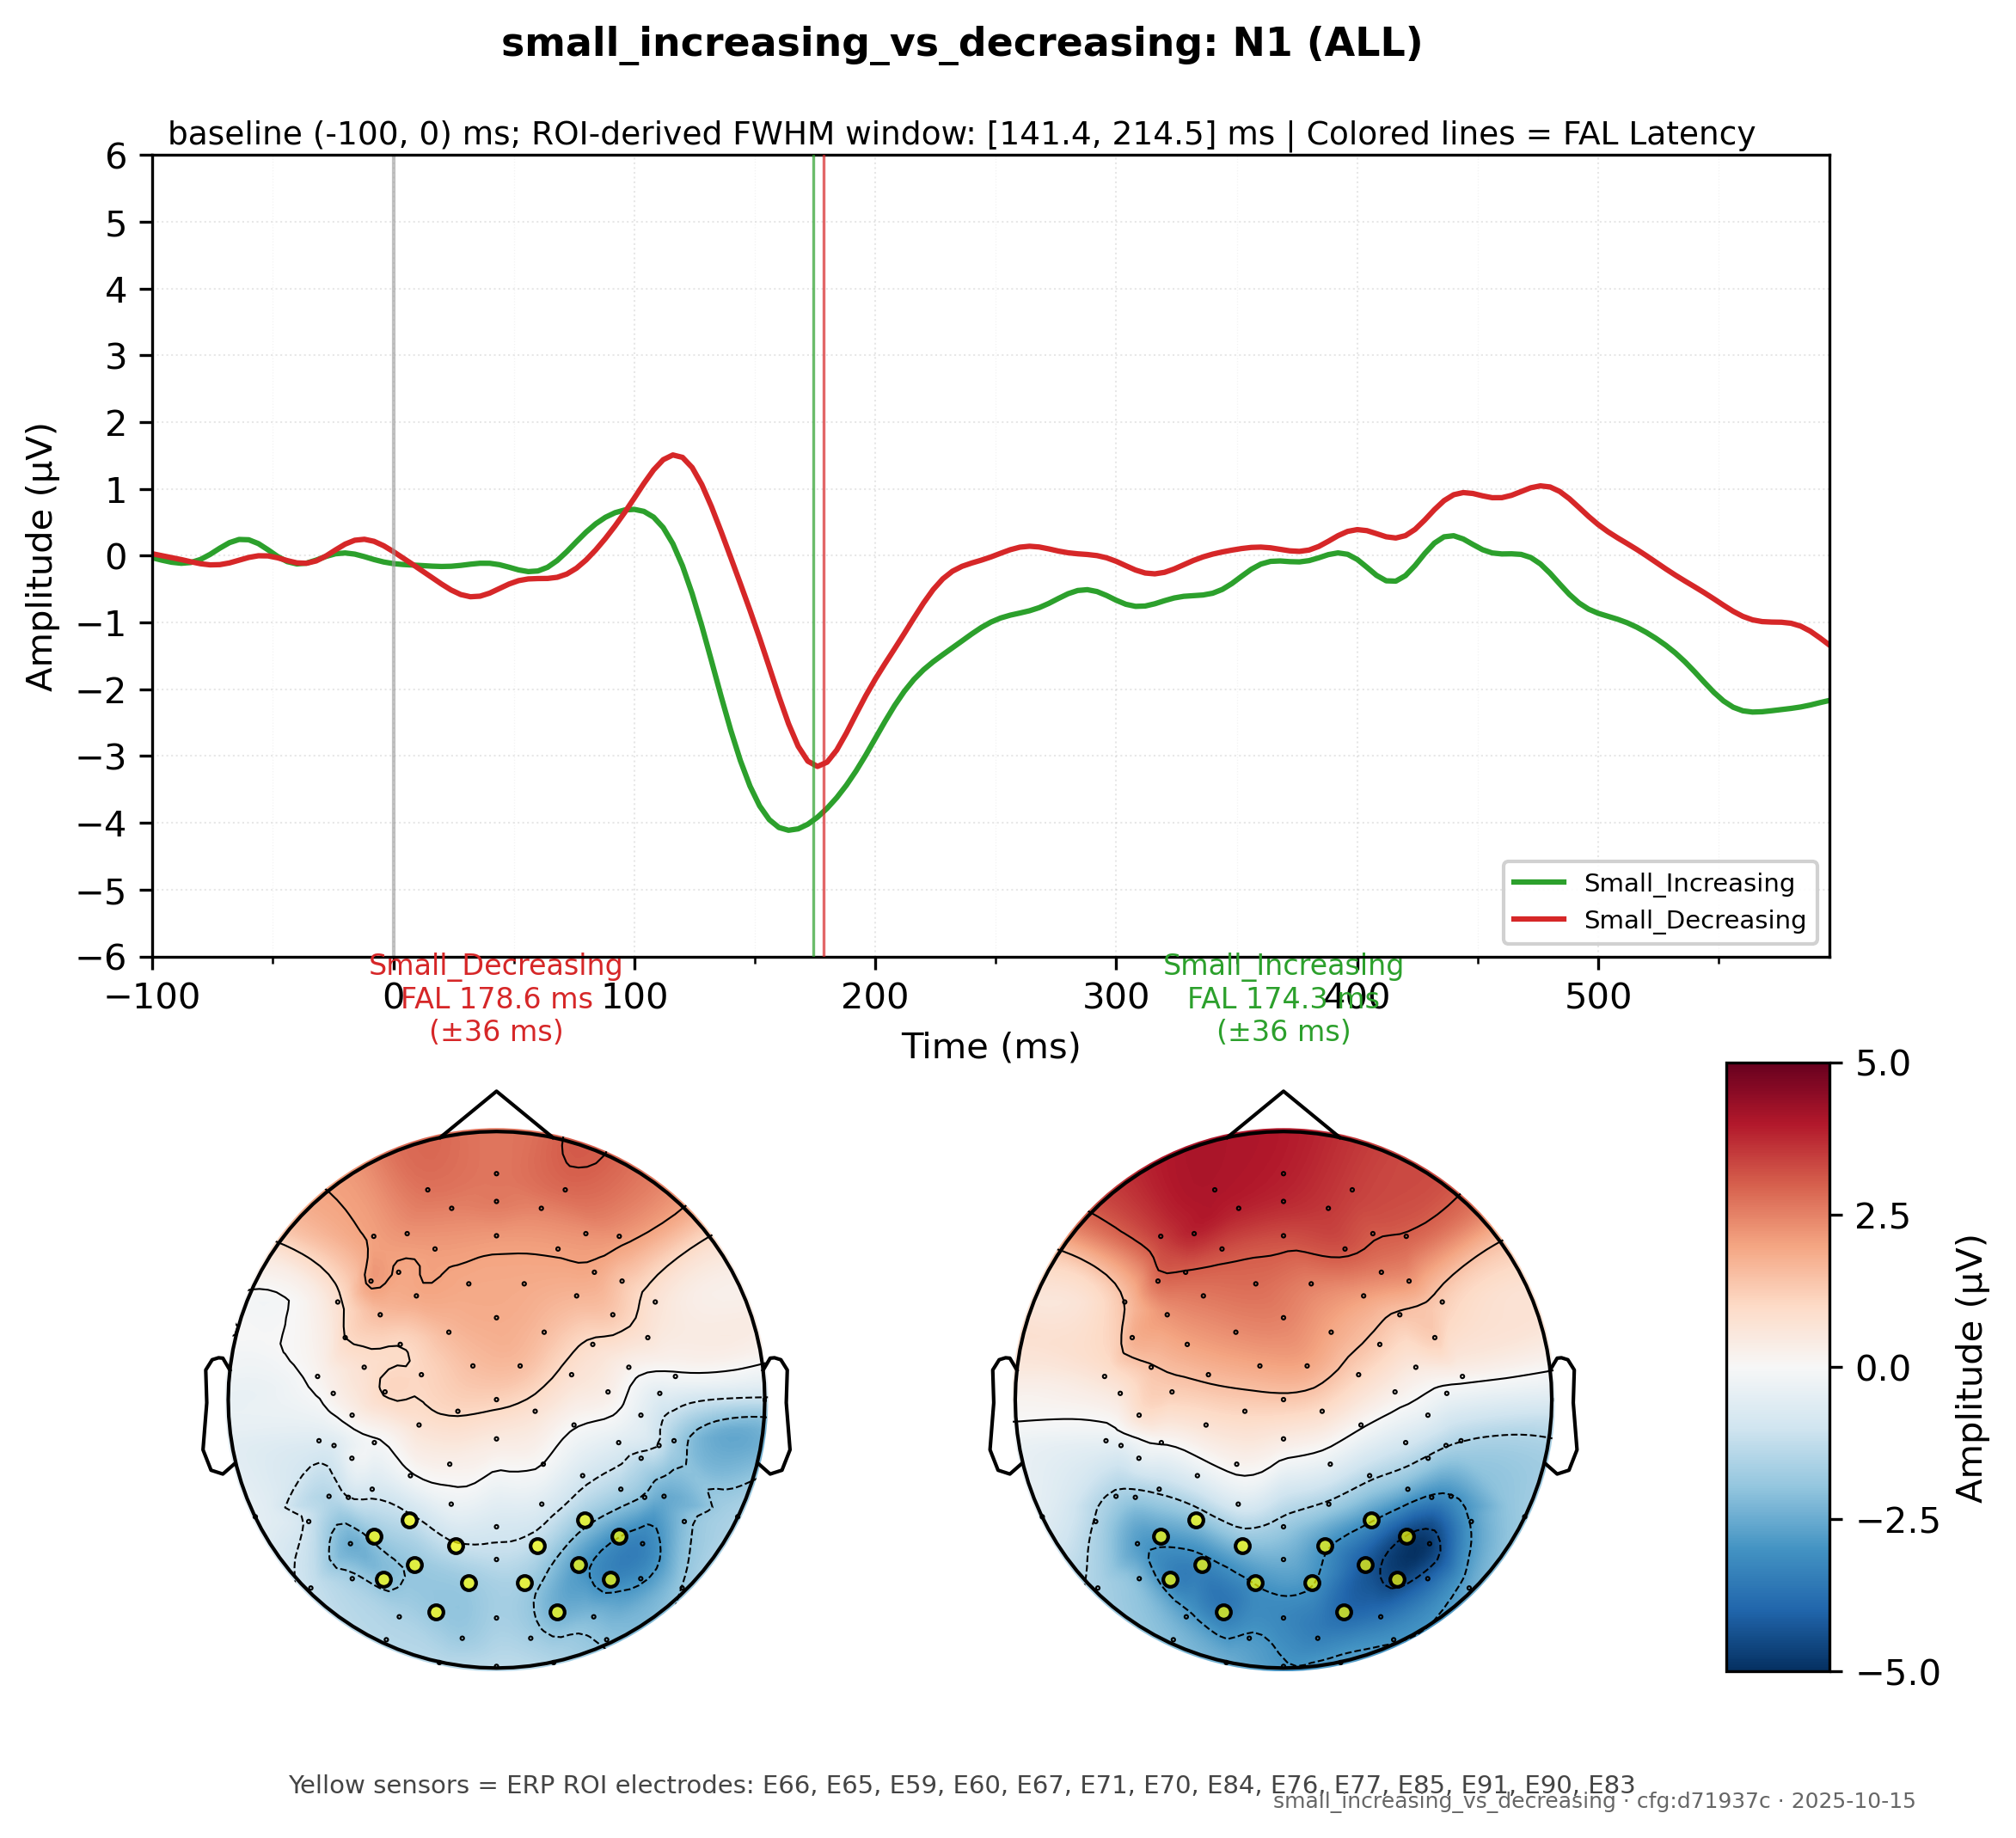 small_increasing_vs_decreasing: N1 (ALL)
baseline (-100, 0) ms; ROI-derived FWHM window: [141.4, 214.5] ms | Colored lines = FAL Latency
6
5
4
3
2
1
0
−1
−2
−3
−4
−5
−6
Amplitude (µV)
Small_Increasing
Small_Decreasing
−100
0
100
200
300
400
500
Time (ms)
Small_Decreasing
FAL 178.6 ms
(±36 ms)
Small_Increasing
FAL 174.3 ms
(±36 ms)
5.0
2.5
0.0
−2.5
−5.0
Amplitude (µV)
Yellow sensors = ERP ROI electrodes: E66, E65, E59, E60, E67, E71, E70, E84, E76, E77, E85, E91, E90, E83
small_increasing_vs_decreasing · cfg:d71937c · 2025-10-15